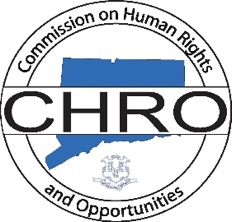 Commission on Human Rights
CHRO
and Opportunities